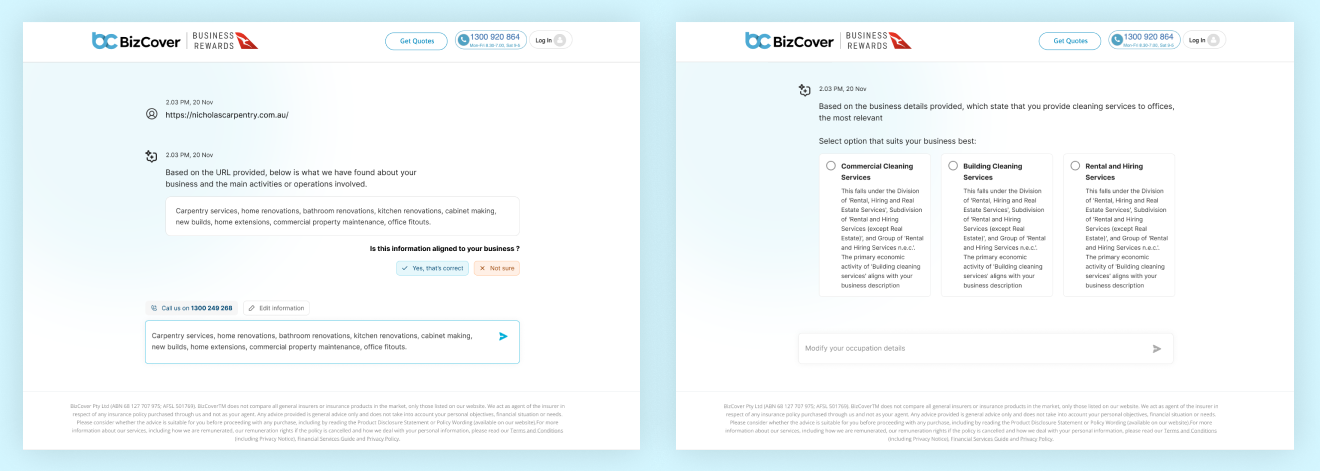 bc BizCover
BUSINESS
REWARDS
Get Quotes
1300 920 864
Mon-Fri 8.30-7.00, Sat 9-5
Log In
2.03 PM, 20 Nov
https://nicholascarpentry.com.au/
2.03 PM, 20 Nov
Based on the URL provided, below is what we have found about your
business and the main activities or operations involved.
Carpentry services, home renovations, bathroom renovations, kitchen renovations, cabinet making,
new builds, home extensions, commercial property maintenance, office fitouts.
Is this information aligned to your business ?
Yes, that's correct
Not sure
Call us on 1300 249 268
Edit information
Carpentry services, home renovations, bathroom renovations, kitchen renovations, cabinet making,
new builds, home extensions, commercial property maintenance, office fitouts.
BizCover Pty Ltd (ABN 68 127 707 975; AFSL 501769). BizCover™ does not compare all general insurers or insurance products in the market, only those listed on our website. We act as agent of the insurer in
respect of any insurance policy purchased through us and not as your agent. Any advice provided is general advice only and does not take into account your personal objectives, financial situation or needs.
Please consider whether the advice is suitable for you before proceeding with any purchase, including by reading the Product Disclosure Statement or Policy Wording (available on our website).For more
information about our services, including how we are remunerated, our remuneration rights if the policy is cancelled and how we deal with your personal information, please read our Terms and Conditions
(including Privacy Notice), Financial Services Guide and Privacy Policy.
bc BizCover
BUSINESS
REWARDS
Get Quotes
1300 920 864
Mon-Fri 8.30-7.00, Sat 9-5
Log In
2.03 PM, 20 Nov
Based on the business details provided, which state that you provide cleaning services to offices,
the most relevant
Select option that suits your business best:
Commercial Cleaning
Services
This falls under the Division
of 'Rental, Hiring and Real
Estate Services', Subdivision
of 'Rental and Hiring
Services (except Real
Estate)', and Group of 'Rental
and Hiring Services n.e.c.'.
The primary economic
activity of 'Building cleaning
services' aligns with your
business description
Building Cleaning
Services
This falls under the Division
of 'Rental, Hiring and Real
Estate Services', Subdivision
of 'Rental and Hiring
Services (except Real
Estate)', and Group of 'Rental
and Hiring Services n.e.c.'.
The primary economic
activity of 'Building cleaning
services' aligns with your
business description
Rental and Hiring
Services
This falls under the Division
of 'Rental, Hiring and Real
Estate Services', Subdivision
of 'Rental and Hiring
Services (except Real
Estate)', and Group of 'Rental
and Hiring Services n.e.c.'.
The primary economic
activity of 'Building cleaning
services' aligns with your
business description
Modify your occupation details
BizCover Pty Ltd (ABN 68 127 707 975; AFSL 501769). BizCover™ does not compare all general insurers or insurance products in the market, only those listed on our website. We act as agent of the insurer in
respect of any insurance policy purchased through us and not as your agent. Any advice provided is general advice only and does not take into account your personal objectives, financial situation or needs.
Please consider whether the advice is suitable for you before proceeding with any purchase, including by reading the Product Disclosure Statement or Policy Wording (available on our website).For more
information about our services, including how we are remunerated, our remuneration rights if the policy is cancelled and how we deal with your personal information, please read our Terms and Conditions
(including Privacy Notice), Financial Services Guide and Privacy Policy.